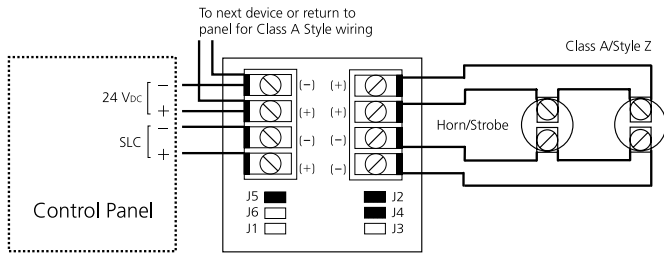 To next device or return to
panel for Class A Style wiring
Class A/Style Z
24 VDC
−
+
SLC
−
+
(−) (+)
(+) (+)
(−) (−)
(+) (−)
Horn/Strobe
Control Panel
J5 J2
J6 J4
J1 J3